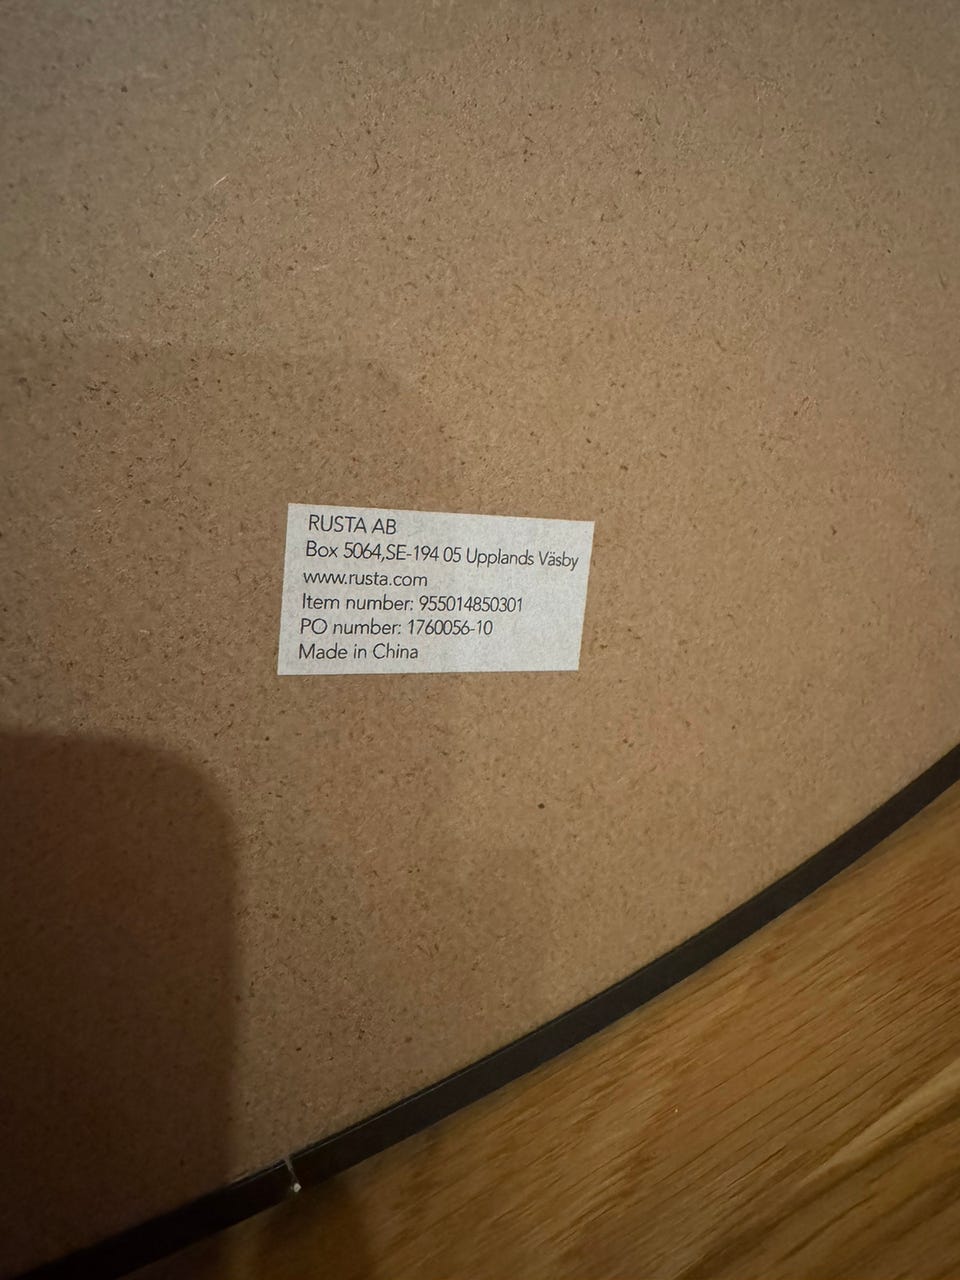 RUSTA AB
Box 5064,SE-194 05 Upplands Väsby
www.rusta.com
Item number: 955014850301
PO number: 1760056-10
Made in China